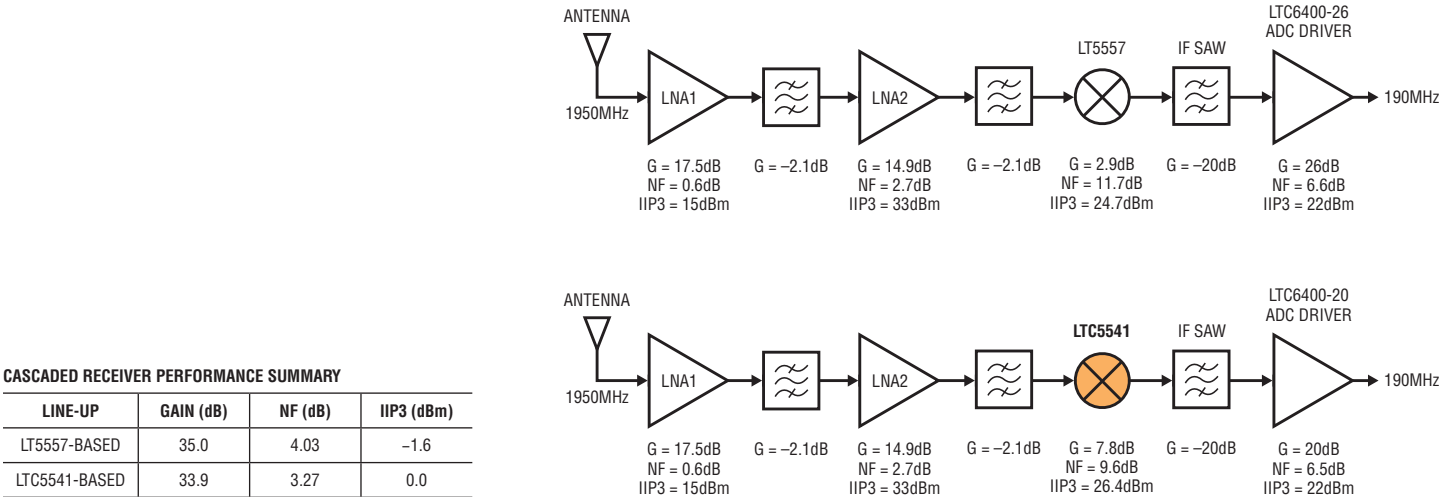 ANTENNA
1950MHz
LNA1
LNA2
LT5557
IF SAW
LTC6400-26
ADC DRIVER
190MHz
G = 17.5dB
NF = 0.6dB
IIP3 = 15dBm
G = –2.1dB
G = 14.9dB
NF = 2.7dB
IIP3 = 33dBm
G = –2.1dB
G = 2.9dB
NF = 11.7dB
IIP3 = 24.7dBm
G = –20dB
G = 26dB
NF = 6.6dB
IIP3 = 22dBm
ANTENNA
1950MHz
LNA1
LNA2
LTC5541
IF SAW
LTC6400-20
ADC DRIVER
190MHz
G = 17.5dB
NF = 0.6dB
IIP3 = 15dBm
G = –2.1dB
G = 14.9dB
NF = 2.7dB
IIP3 = 33dBm
G = –2.1dB
G = 7.8dB
NF = 9.6dB
IIP3 = 26.4dBm
G = –20dB
G = 20dB
NF = 6.5dB
IIP3 = 22dBm
CASCADED RECEIVER PERFORMANCE SUMMARY
LINE-UP GAIN (dB) NF (dB) IIP3 (dBm)
LT5557-BASED 35.0 4.03 –1.6
LTC5541-BASED 33.9 3.27 0.0